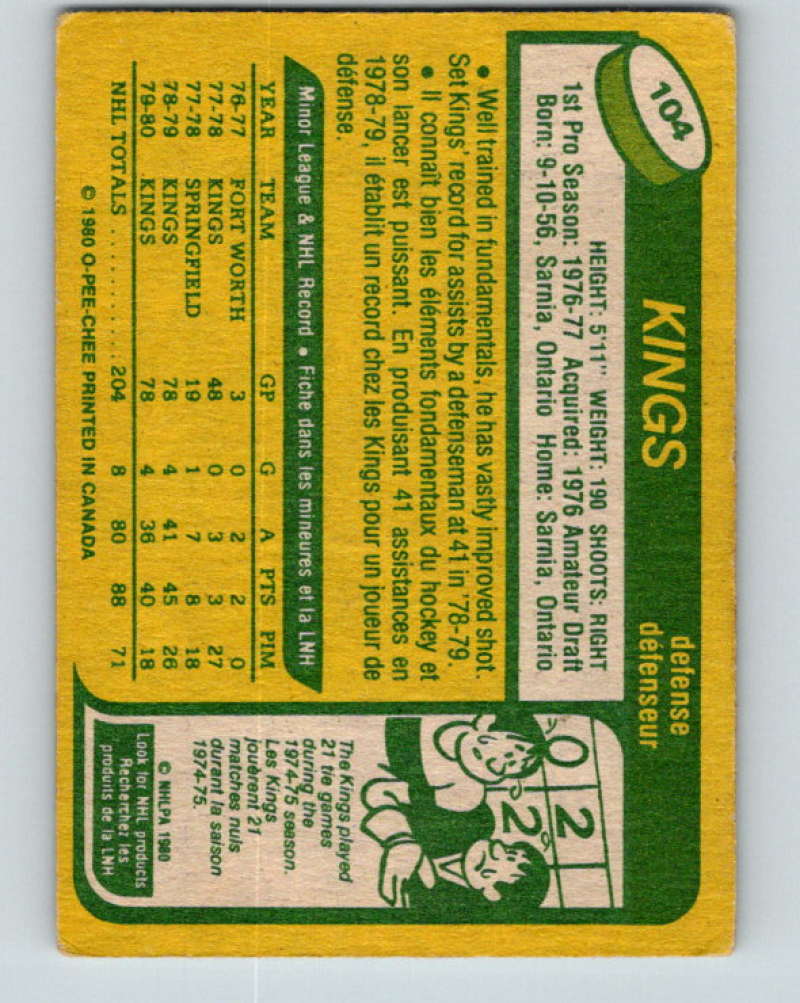 104
KINGS
defense
défenseur
HEIGHT: 5'11" WEIGHT: 190 SHOOTS: RIGHT
1st Pro Season: 1976-77 Acquired: 1976 Amateur Draft
Born: 9-10-56, Sarnia, Ontario Home: Sarnia, Ontario
• Well trained in fundamentals, he has vastly improved shot.
Set Kings' record for assists by a defenseman at 41 in '78-79.
• Il connaît bien les éléments fondamentaux du hockey et
son lancer est puissant. En produisant 41 assistances en
1978-79, il établit un record chez les Kings pour un joueur de
défense.
Minor League & NHL Record • Fiche dans les mineures et la LNH
YEAR TEAM GP G A PTS PIM
76-77 FORT WORTH 3 0 2 2 0
77-78 KINGS 48 0 3 3 27
77-78 SPRINGFIELD 19 1 7 8 18
78-79 KINGS 78 4 41 45 26
79-80 KINGS 78 4 36 40 18
NHL TOTALS ........... 204 8 80 88 71
© 1980 O-PEE-CHEE PRINTED IN CANADA
0 2
2
The Kings played
21 tie games
during the
1974-75 season.
Les Kings
jouèrent 21
matches nuls
durant la saison
1974-75.
© NHLPA 1980
Look for NHL products
Recherchez les
produits de la LNH